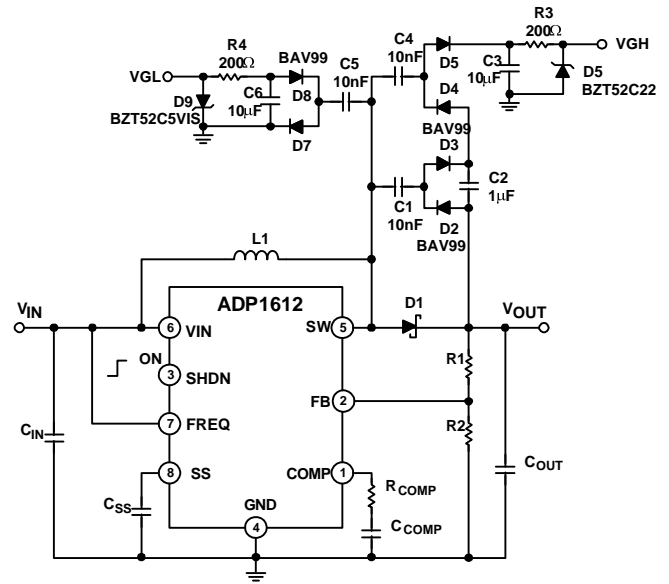 R4
200Ω
BAV99
C5
10nF
C4
10nF
D5
R3
200Ω
VGH
VGL
D9
BZT52C5VIS
C6
10µF
D8
D7
D4
BAV99
C3
10µF
D5
BZT52C22
D3
C2
1µF
C1
10nF
D2
BAV99
L1
VIN
ADP1612
D1
VOUT
6 VIN
SW 5
ON
3 SHDN
R1
FB 2
7 FREQ
R2
CIN
8 SS
COMP 1
RCOMP
COUT
CSS
GND
4
CCOMP